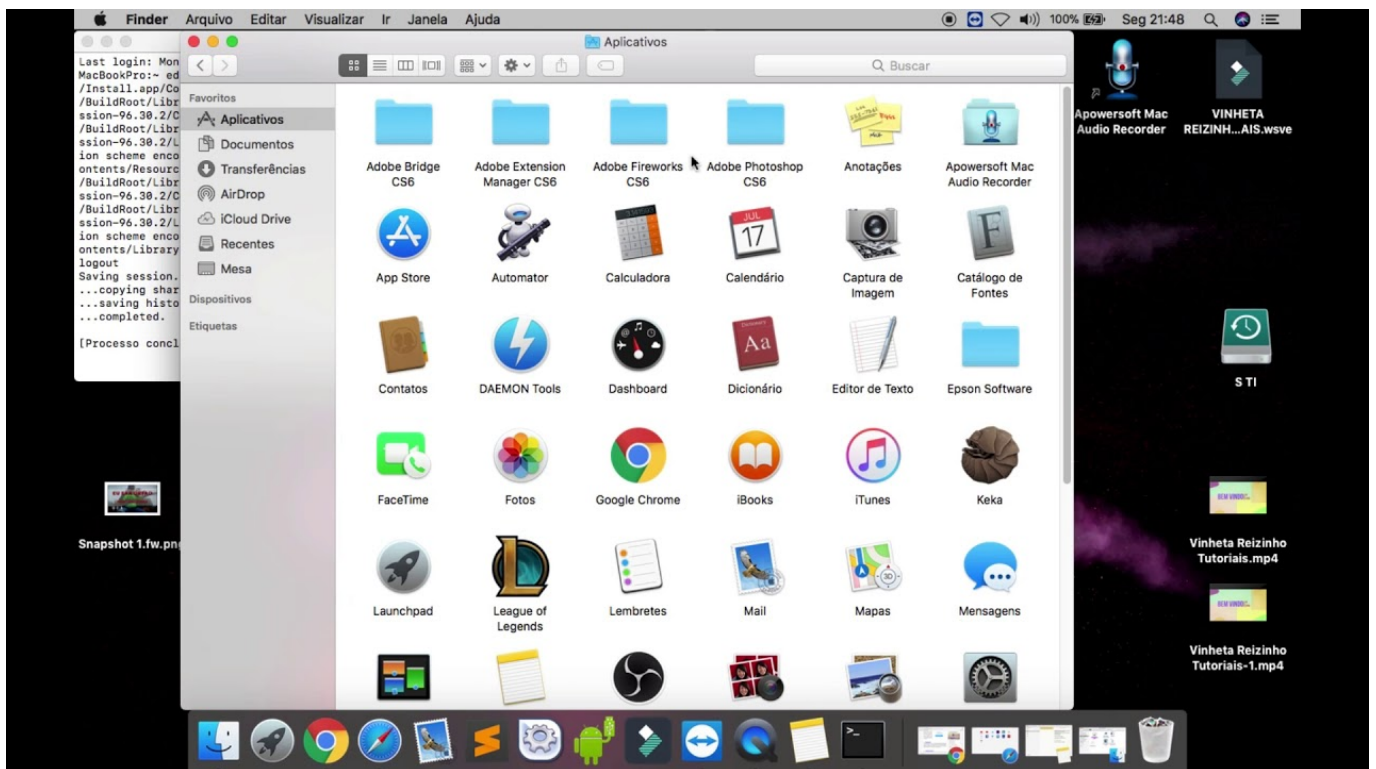 Finder Arquivo Editar Visualizar Ir Janela Ajuda
100% Seg 21:48
Last login: Mon
MacBookPro:~ ed
/Install.app/Co
/BuildRoot/Libr
ssion-96.30.2/C
/BuildRoot/Libr
ssion-96.30.2/L
ion scheme enco
ontents/Resourc
/BuildRoot/Libr
ssion-96.30.2/C
/BuildRoot/Libr
ssion-96.30.2/L
ion scheme enco
ontents/Library
logout
Saving session.
...copying shar
...saving histo
...completed.
[Processo concl
Aplicativos
Buscar
Favoritos
Aplicativos
Documentos
Transferências
AirDrop
iCloud Drive
Recentes
Mesa
Dispositivos
Etiquetas
Adobe Bridge
CS6
Adobe Extension
Manager CS6
Adobe Fireworks
CS6
Adobe Photoshop
CS6
Anotações
Apowersoft Mac
Audio Recorder
App Store
Automator
Calculadora
JUL
17
Calendário
Captura de
Imagem
F
Catálogo de
Fontes
Contatos
DAEMON Tools
Dashboard
Dictionary
Aa
Dicionário
Editor de Texto
Epson Software
FaceTime
Fotos
Google Chrome
iBooks
iTunes
Keka
Launchpad
L
League of
Legends
Lembretes
Mail
3D
Mapas
Mensagens
Apowersoft Mac
Audio Recorder
VINHETA
REIZINH...AIS.wsve
S TI
BEM VINDO
Vinheta Reizinho
Tutoriais.mp4
BEM VINDO
Vinheta Reizinho
Tutoriais-1.mp4
Snapshot 1.fw.png
>_